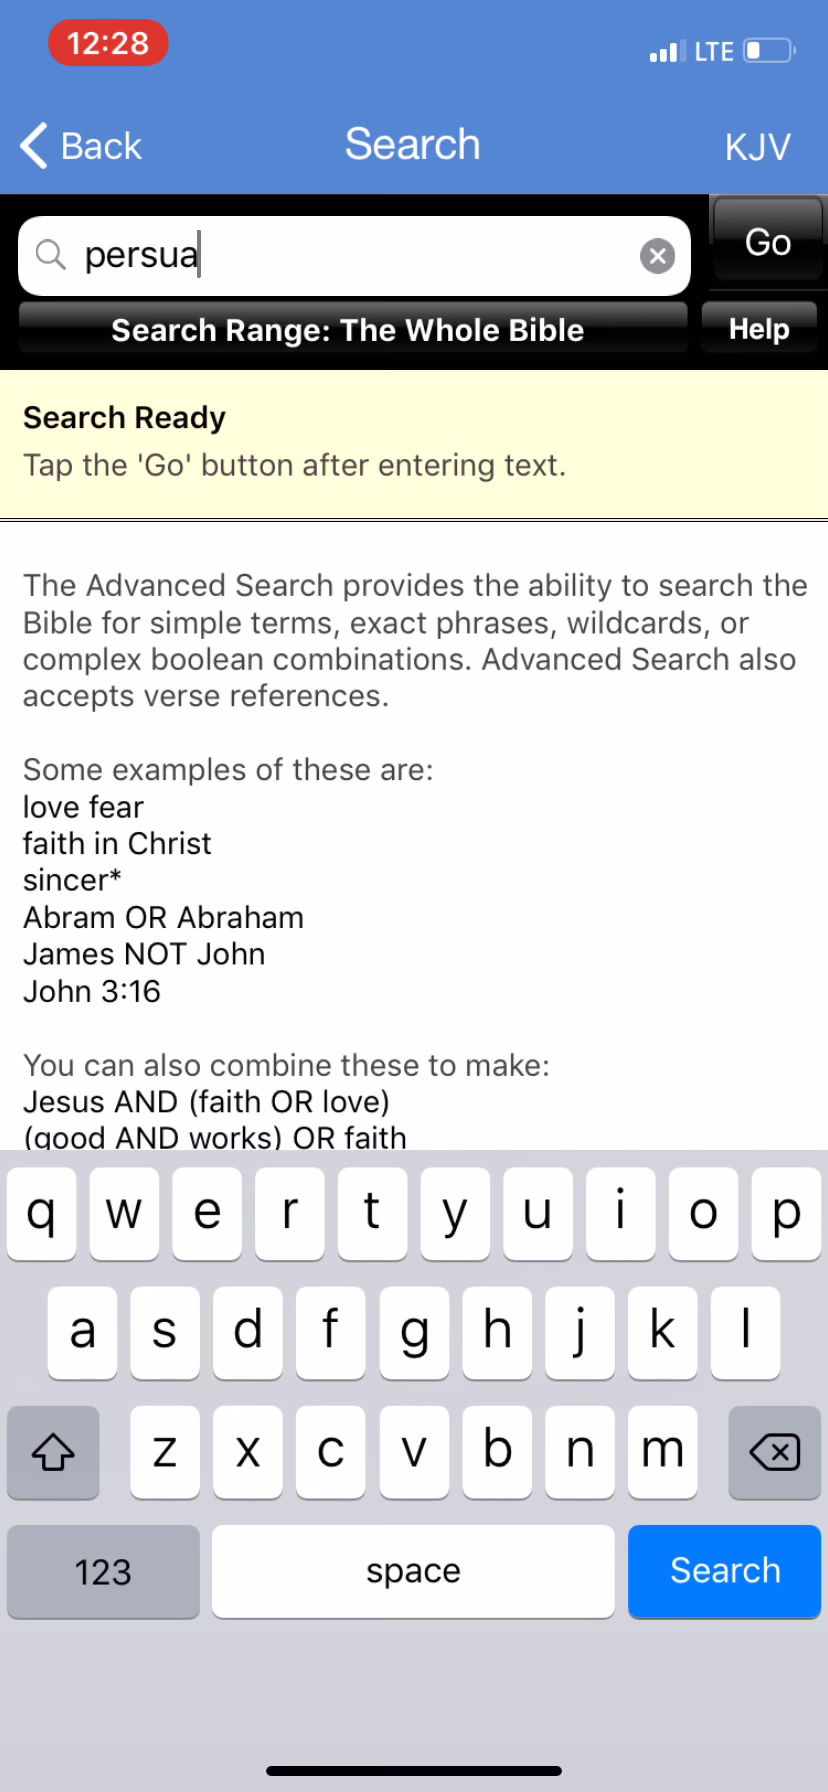 12:28
LTE
Back
Search
KJV
persua
Go
Search Range: The Whole Bible
Help
Search Ready
Tap the 'Go' button after entering text.
The Advanced Search provides the ability to search the
Bible for simple terms, exact phrases, wildcards, or
complex boolean combinations. Advanced Search also
accepts verse references.
Some examples of these are:
love fear
faith in Christ
sincer*
Abram OR Abraham
James NOT John
John 3:16
You can also combine these to make:
Jesus AND (faith OR love)
(good AND works) OR faith
q w e r t y u i o p
a s d f g h j k l
z x c v b n m
123 space Search